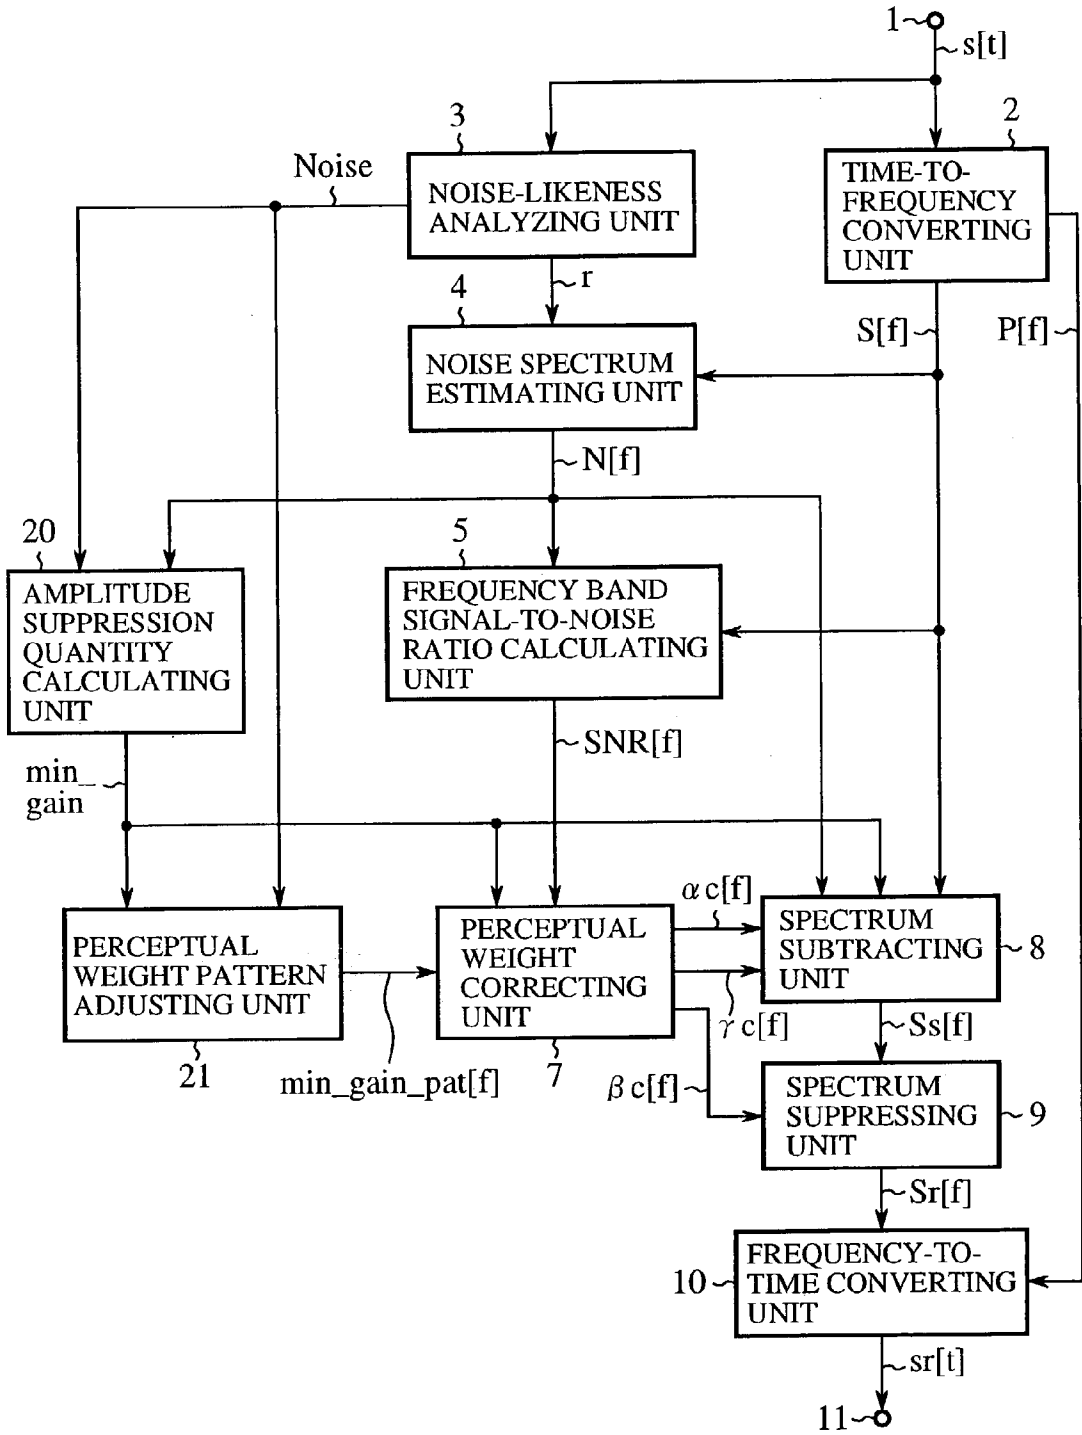 1
s[t]
3
2
Noise
NOISE-LIKENESS
ANALYZING UNIT
TIME-TO-
FREQUENCY
CONVERTING
UNIT
r
4
S[f]
P[f]
NOISE SPECTRUM
ESTIMATING UNIT
N[f]
20
5
AMPLITUDE
SUPPRESSION
QUANTITY
CALCULATING
UNIT
FREQUENCY BAND
SIGNAL-TO-NOISE
RATIO CALCULATING
UNIT
SNR[f]
min_
gain
αc[f]
PERCEPTUAL
WEIGHT PATTERN
ADJUSTING UNIT
PERCEPTUAL
WEIGHT
CORRECTING
UNIT
SPECTRUM
SUBTRACTING
UNIT
8
γc[f]
Ss[f]
21
min_gain_pat[f]
7
βc[f]
SPECTRUM
SUPPRESSING
UNIT
9
Sr[f]
10
FREQUENCY-TO-
TIME CONVERTING
UNIT
sr[t]
11